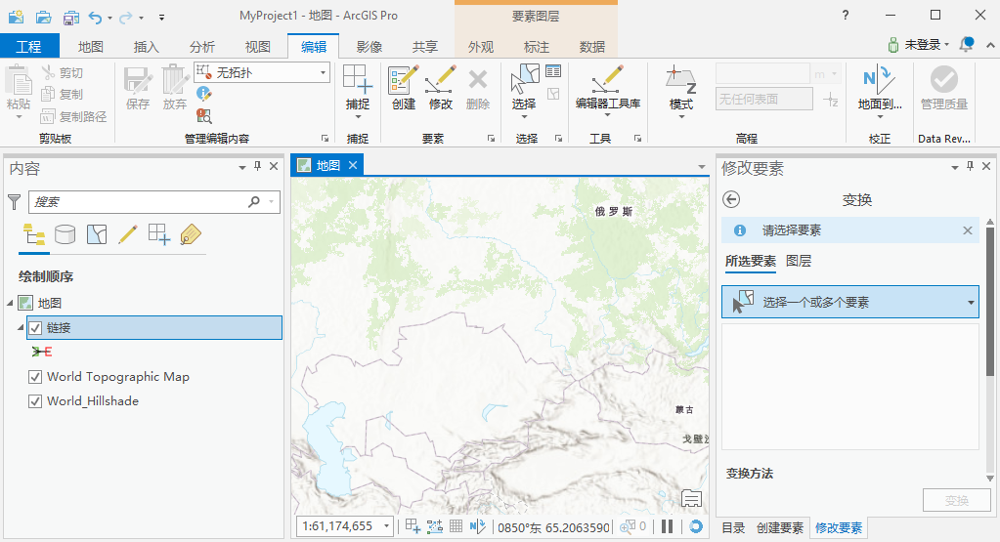 MyProject1 - 地图 - ArcGIS Pro
要素图层
?
工程 地图 插入 分析 视图 编辑 影像 共享 外观 标注 数据
未登录
粘贴
剪切
复制
复制路径
剪贴板
保存
放弃
无拓扑
管理编辑内容
捕捉
捕捉
创建
修改
删除
要素
选择
选择
编辑器工具库
工具
模式
m
无任何表面
高程
地面到...
校正
管理质量
Data Rev...
内容
搜索
绘制顺序
地图
链接
World Topographic Map
World_Hillshade
地图
俄罗斯
蒙古
戈壁沙
1:61,174,655
0850°东 65.2063590
0
修改要素
变换
请选择要素
所选要素 图层
选择一个或多个要素
变换方法
变换
目录 创建要素 修改要素